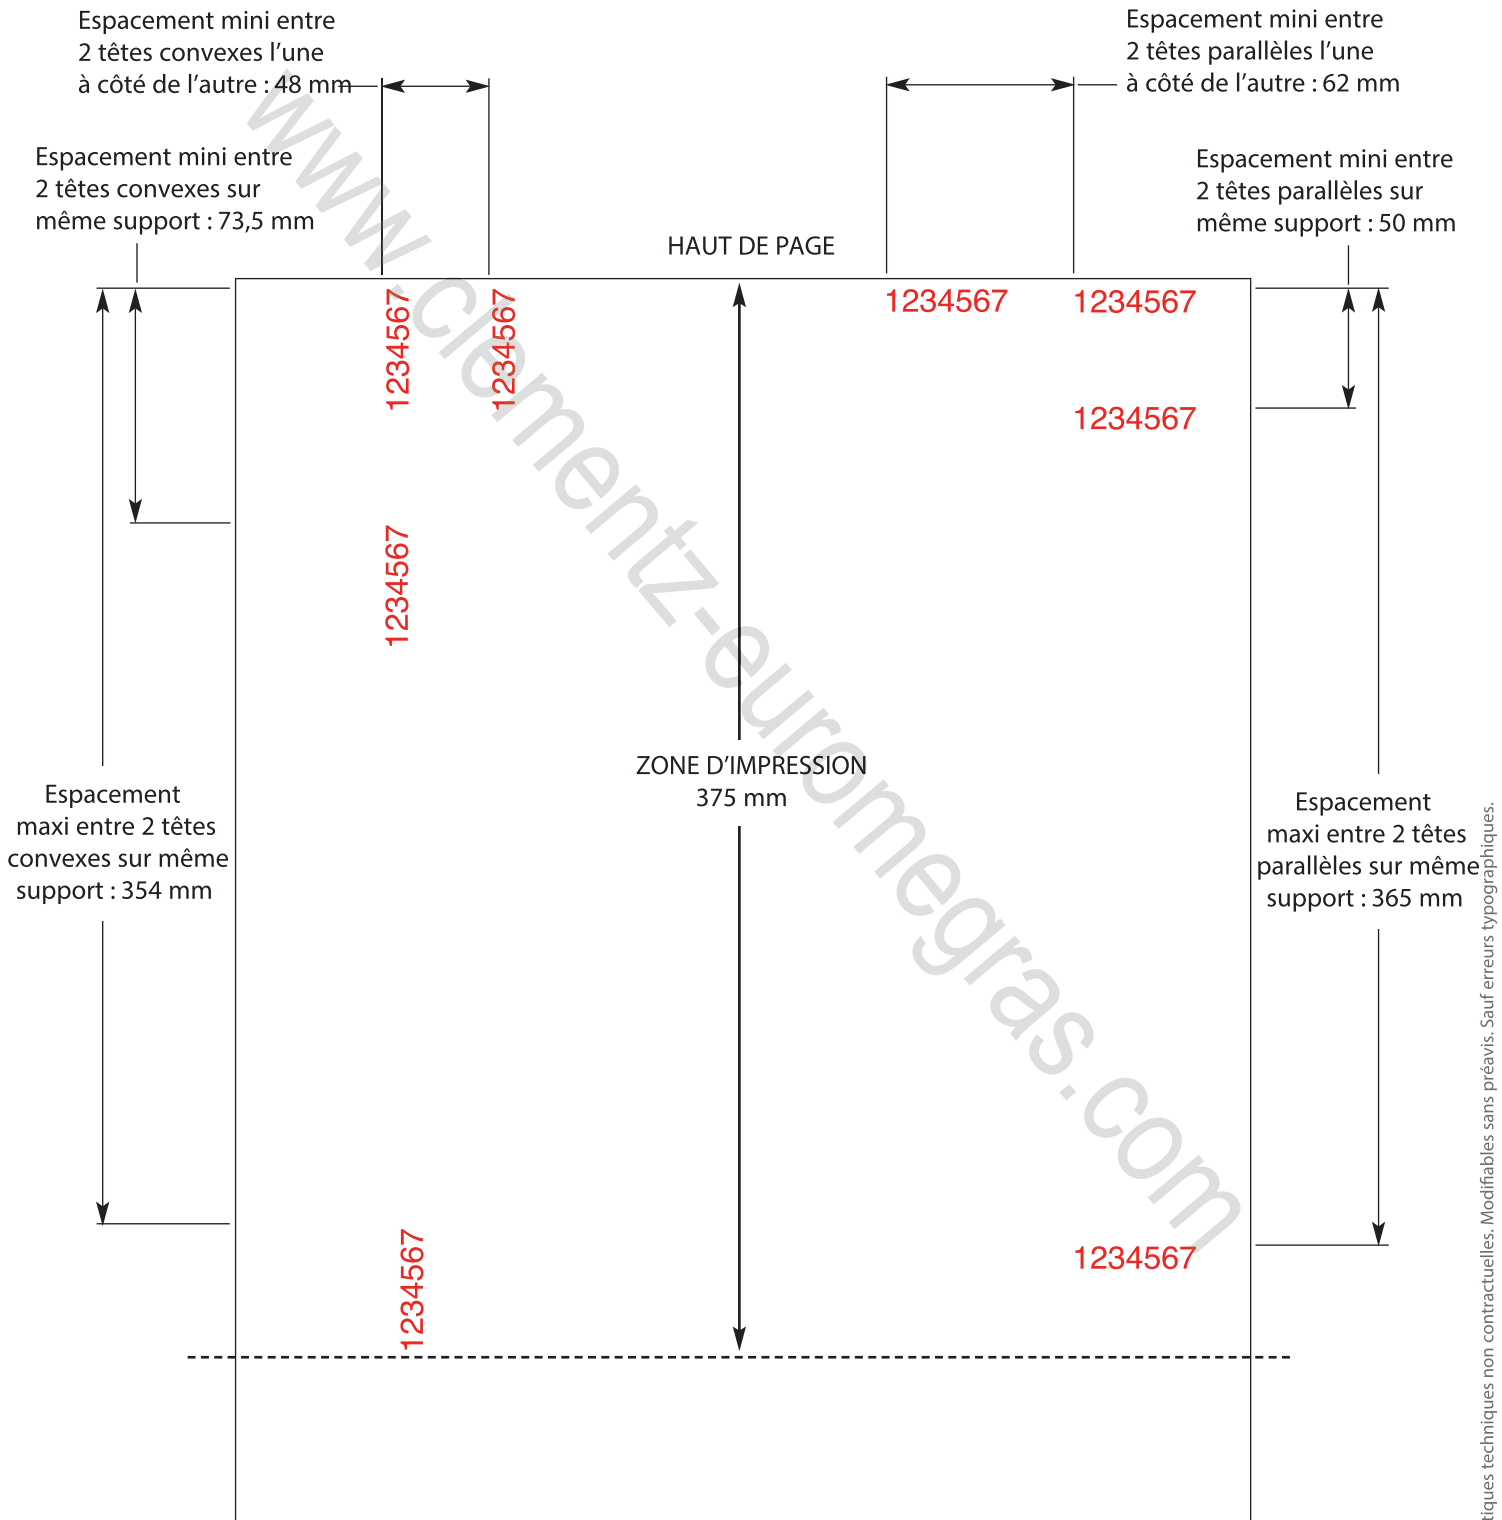 Espacement mini entre
2 têtes convexes l’une
à côté de l’autre : 48 mm
Espacement mini entre
2 têtes parallèles l’une
à côté de l’autre : 62 mm
Espacement mini entre
2 têtes convexes sur
même support : 73,5 mm
Espacement mini entre
2 têtes parallèles sur
même support : 50 mm
HAUT DE PAGE
1234567
1234567
1234567
1234567
1234567
1234567
ZONE D’IMPRESSION
375 mm
Espacement
maxi entre 2 têtes
convexes sur même
support : 354 mm
Espacement
maxi entre 2 têtes
parallèles sur même
support : 365 mm
1234567
1234567
www.clementz-euromegras.com
tiques techniques non contractuelles. Modifiables sans préavis. Sauf erreurs typographiques.